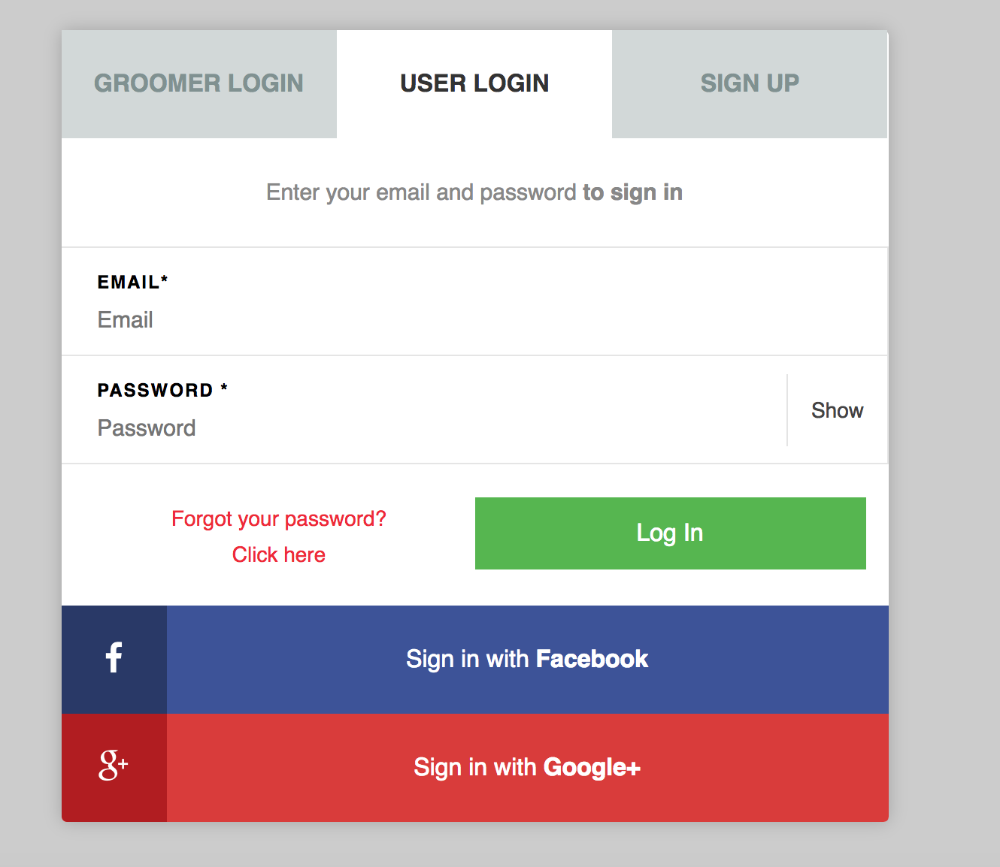 GROOMER LOGIN
USER LOGIN
SIGN UP
Enter your email and password to sign in
EMAIL*
Email
PASSWORD *
Password
Show
Forgot your password?
Click here
Log In
f
Sign in with Facebook
g+
Sign in with Google+